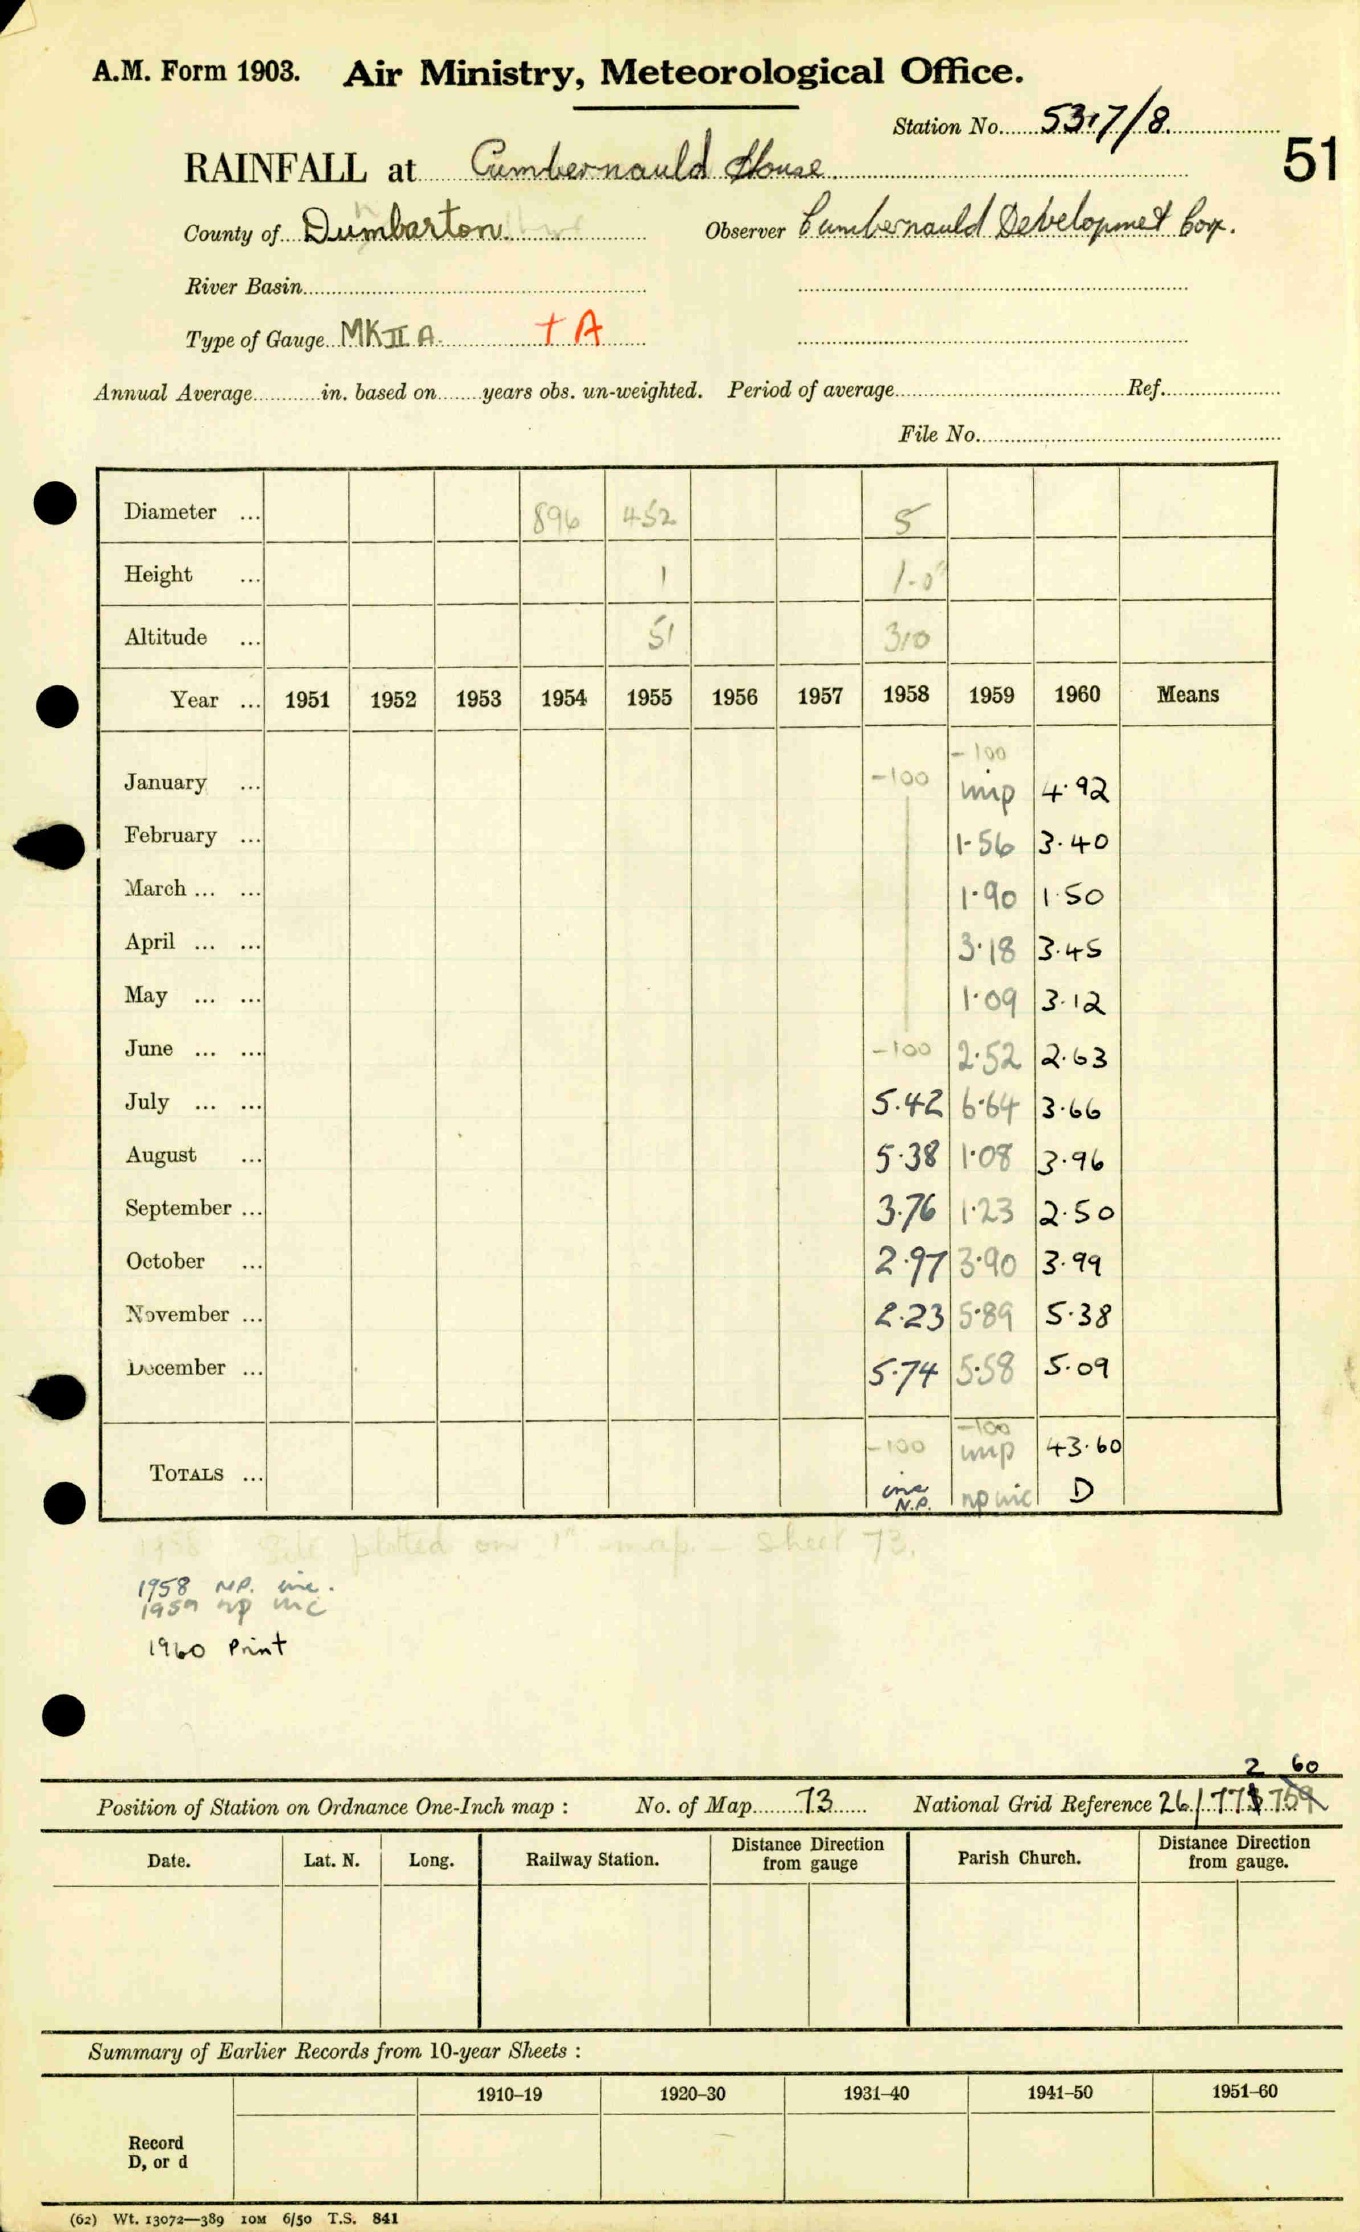 A.M. Form 1903. Air Ministry, Meteorological Office.
Station No. 5317/8.
51
RAINFALL at Cumbernauld House
County of Dumbarton. Observer Cumbernauld Developmet Corp.
River Basin
Type of Gauge MK II A. + A
Annual Average in. based on years obs. un-weighted. Period of average Ref.
File No.
Diameter ... 896 452 5
Height ... 1 1-0"
Altitude ... 51 310
Year ... 1951 1952 1953 1954 1955 1956 1957 1958 1959 1960 Means
-100
January ... -100 imp 4.92
February ... 1.56 3.40
March ... ... 1.90 1.50
April ... ... 3.18 3.45
May ... ... 1.09 3.12
June ... ... -100 2.52 2.63
July ... ... 5.42 6.64 3.66
August ... 5.38 1.08 3.96
September ... 3.76 1.23 2.50
October ... 2.97 3.90 3.99
November ... 2.23 5.89 5.38
December ... 5.74 5.58 5.09
-100
-100 imp 43.60
TOTALS ...
inc N.P. np inc D
1958 Site plotted on 1" map - Sheet 73.
1958 N.P. inc.
1959 np inc
1960 Print
2 60
Position of Station on Ordnance One-Inch map : No. of Map 73 National Grid Reference 26/77 759
Date. Lat. N. Long. Railway Station. Distance Direction from gauge Parish Church. Distance Direction from gauge.
Summary of Earlier Records from 10-year Sheets :
1910–19 1920–30 1931–40 1941–50 1951–60
Record
D, or d
(62) Wt. 13072—389 10M 6/50 T.S. 841